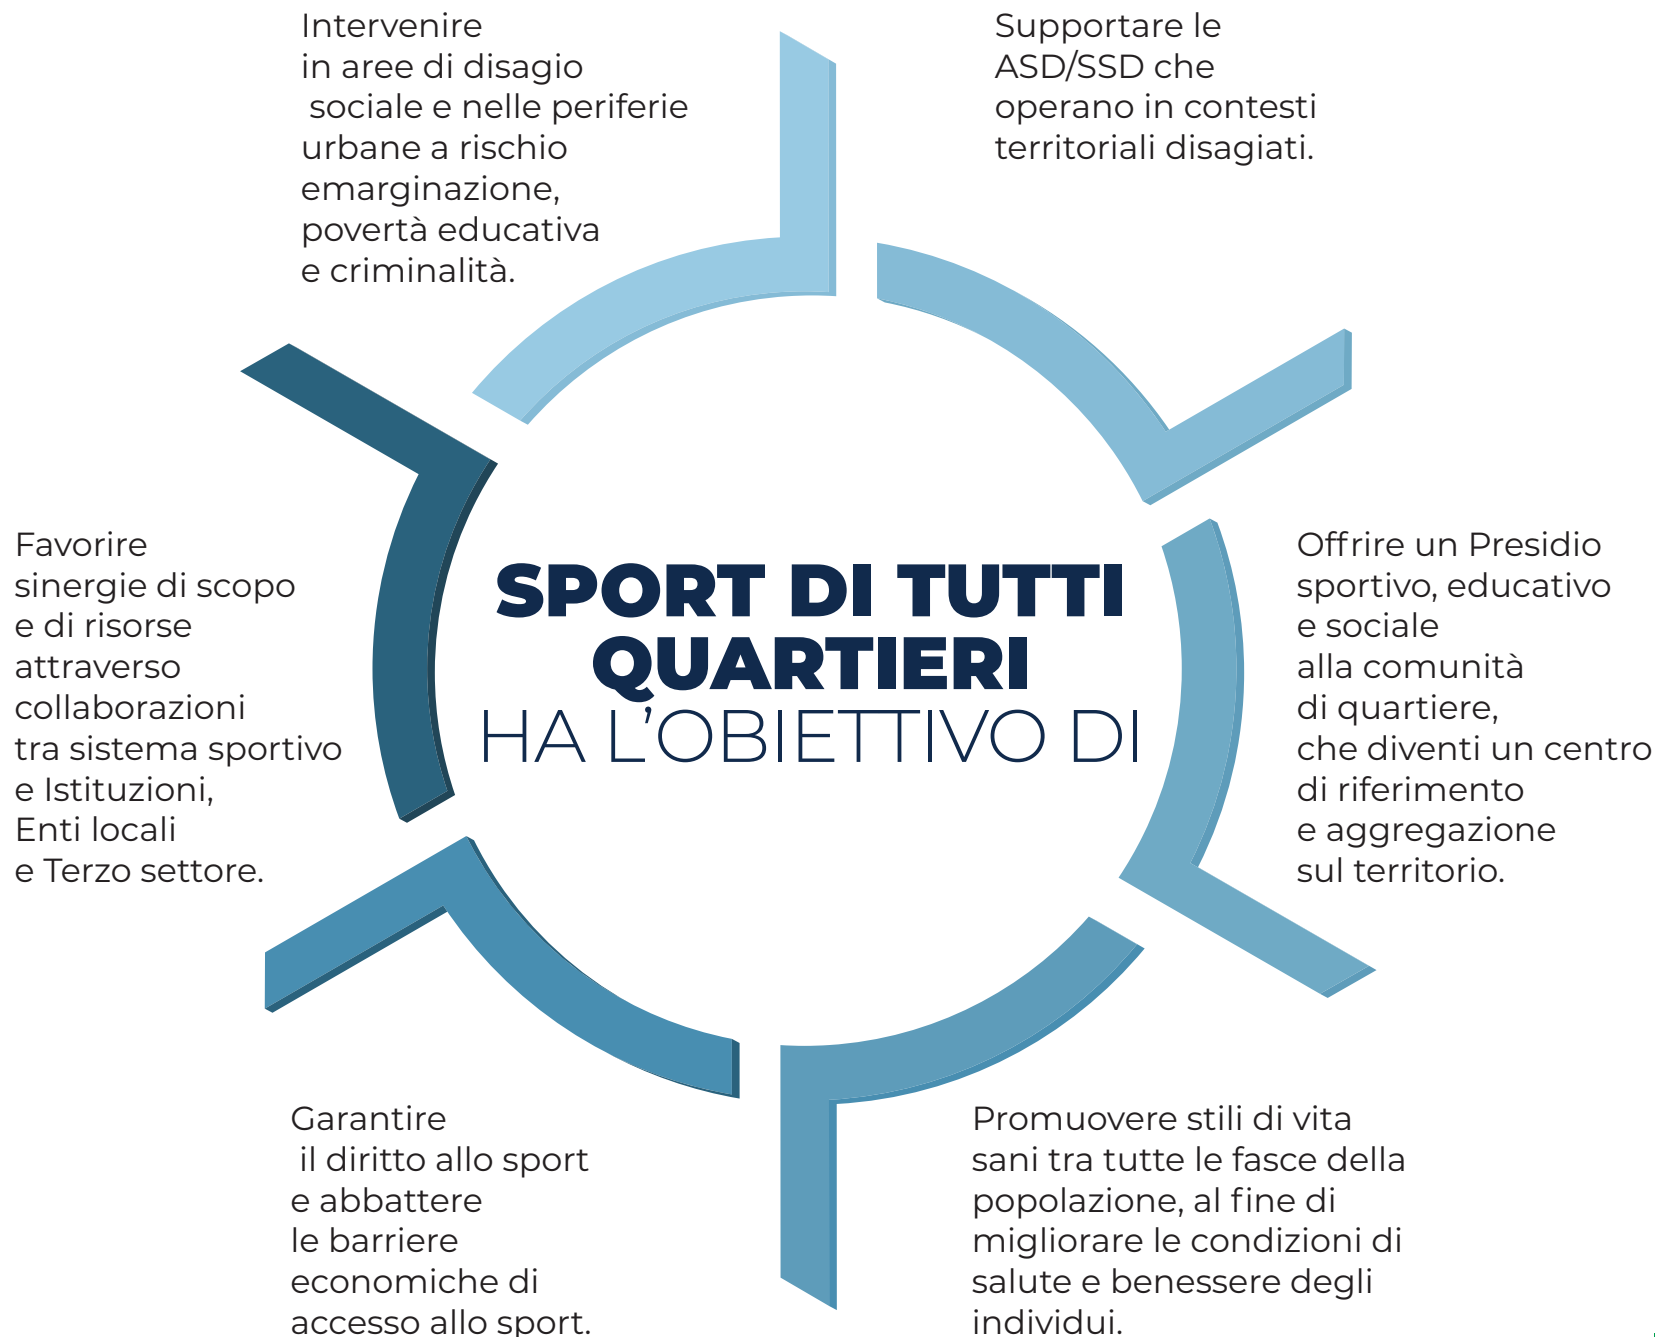 Intervenire
in aree di disagio
sociale e nelle periferie
urbane a rischio
emarginazione,
povertà educativa
e criminalità.
Supportare le
ASD/SSD che
operano in contesti
territoriali disagiati.
Favorire
sinergie di scopo
e di risorse
attraverso
collaborazioni
tra sistema sportivo
e Istituzioni,
Enti locali
e Terzo settore.
SPORT DI TUTTI
QUARTIERI
HA L'OBIETTIVO DI
Offrire un Presidio
sportivo, educativo
e sociale
alla comunità
di quartiere,
che diventi un centro
di riferimento
e aggregazione
sul territorio.
Garantire
il diritto allo sport
e abbattere
le barriere
economiche di
accesso allo sport.
Promuovere stili di vita
sani tra tutte le fasce della
popolazione, al fine di
migliorare le condizioni di
salute e benessere degli
individui.